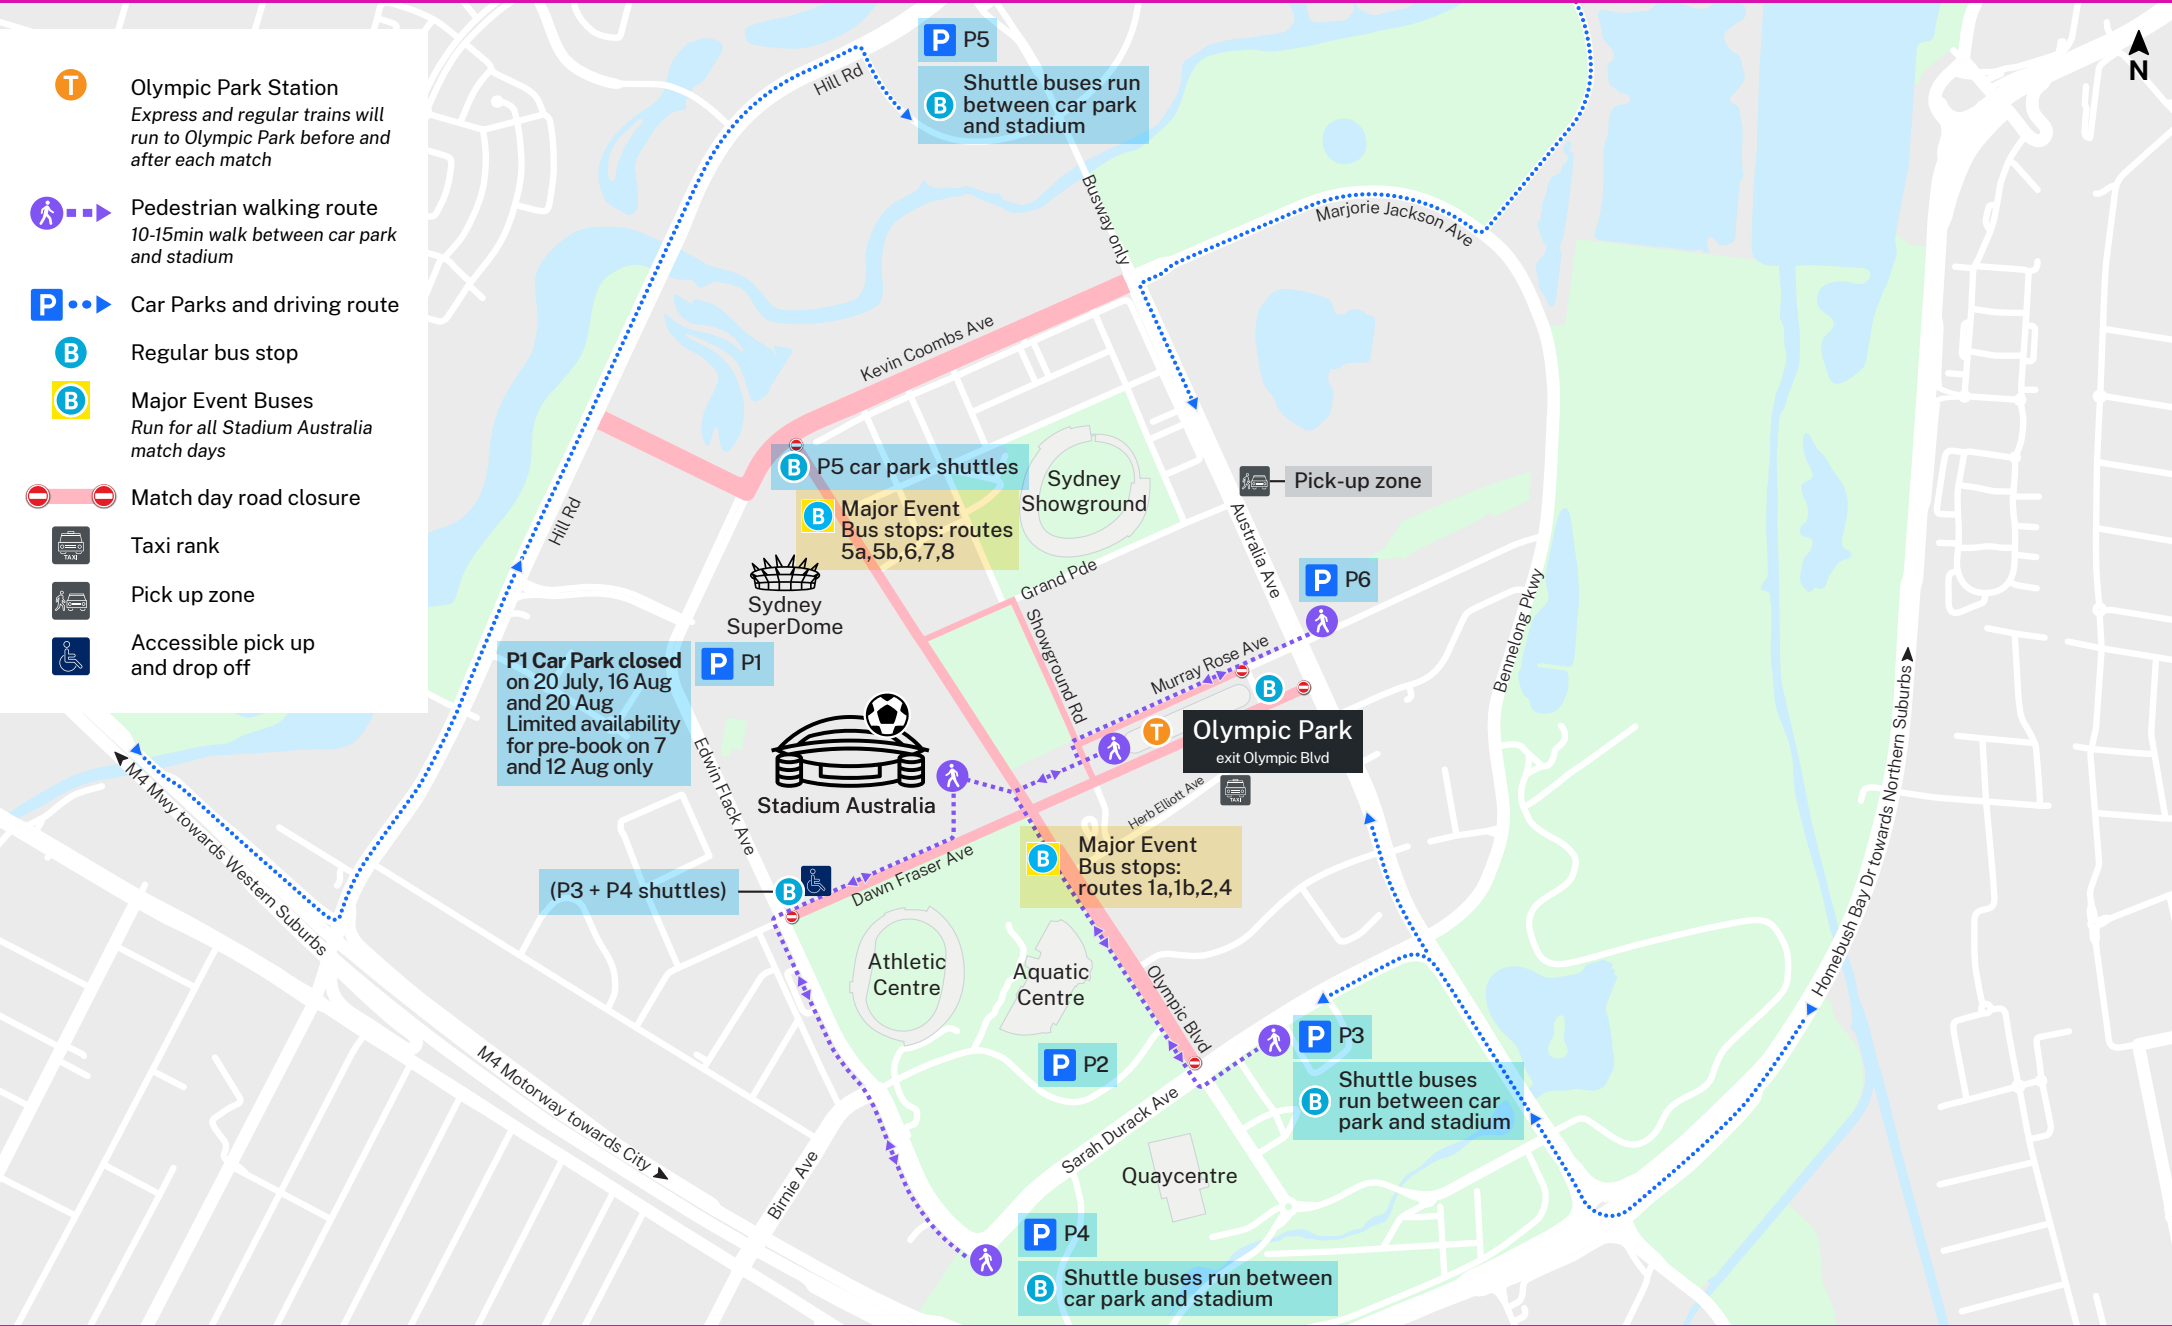 T
Olympic Park Station
Express and regular trains will
run to Olympic Park before and
after each match
Pedestrian walking route
10-15min walk between car park
and stadium
P
Car Parks and driving route
B
Regular bus stop
B
Major Event Buses
Run for all Stadium Australia
match days
Match day road closure
TAXI
Taxi rank
Pick up zone
Accessible pick up
and drop off
N
P P5
B
Shuttle buses run
between car park
and stadium
Hill Rd
Busway only
Marjorie Jackson Ave
Kevin Coombs Ave
B P5 car park shuttles
B
Major Event
Bus stops: routes
5a,5b,6,7,8
Sydney
Showground
Pick-up zone
Hill Rd
Australia Ave
Grand Pde
P P6
Sydney
SuperDome
Showground Rd
Bennelong Pkwy
P1 Car Park closed
on 20 July, 16 Aug
and 20 Aug
Limited availability
for pre-book on 7
and 12 Aug only
P P1
Murray Rose Ave
B
T
Olympic Park
exit Olympic Blvd
TAXI
Edwin Flack Ave
Stadium Australia
Herb Elliott Ave
M4 Mwy towards Western Suburbs
Homebush Bay Dr towards Northern Suburbs
B
Major Event
Bus stops:
routes 1a,1b,2,4
(P3 + P4 shuttles)
B
Dawn Fraser Ave
Athletic
Centre
Aquatic
Centre
Olympic Blvd
P P2
P P3
B
Shuttle buses
run between car
park and stadium
M4 Motorway towards City
Sarah Durack Ave
Birnie Ave
Quaycentre
P P4
B
Shuttle buses run between
car park and stadium